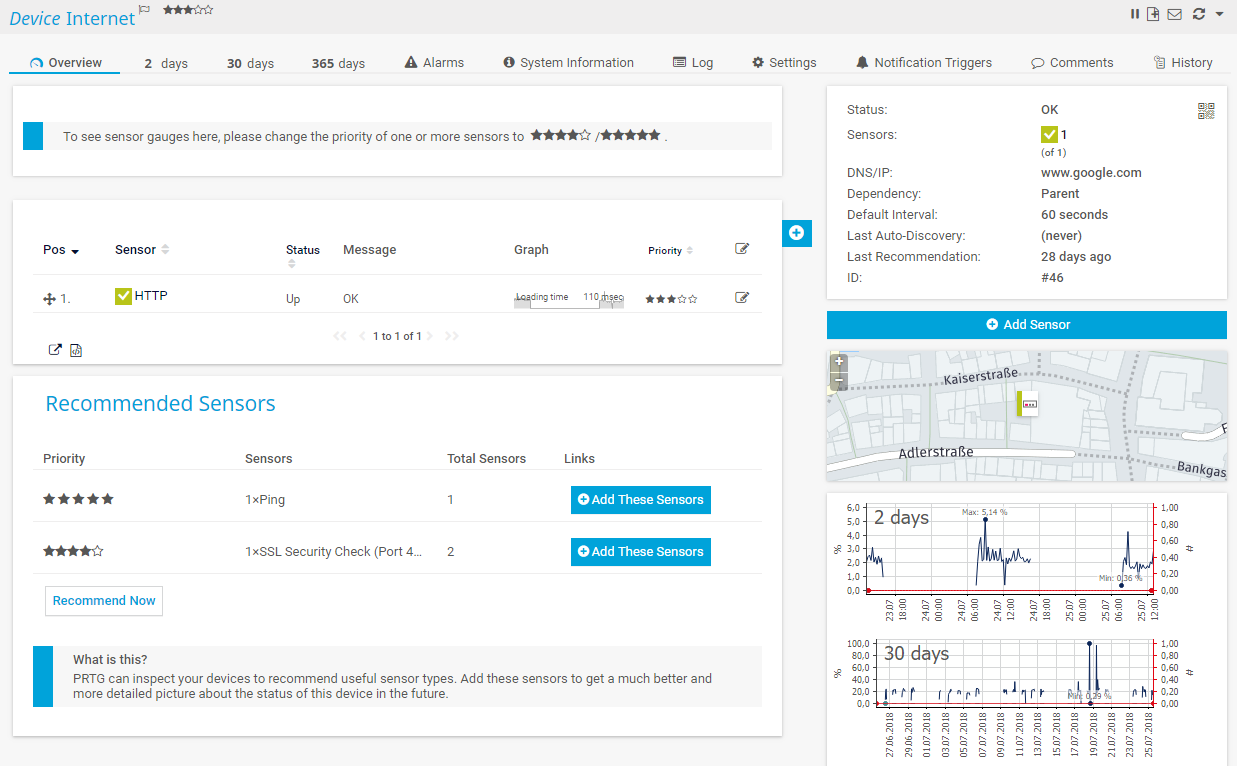 Device Internet
Overview
2 days
30 days
365 days
Alarms
System Information
Log
Settings
Notification Triggers
Comments
History
To see sensor gauges here, please change the priority of one or more sensors to ★★★★☆ /★★★★★ .
Pos Sensor Status Message Graph Priority
1. HTTP Up OK Loading time 110 msec
1 to 1 of 1
Recommended Sensors
Priority Sensors Total Sensors Links
★★★★★ 1×Ping 1 Add These Sensors
★★★★☆ 1×SSL Security Check (Port 4... 2 Add These Sensors
Recommend Now
What is this?
PRTG can inspect your devices to recommend useful sensor types. Add these sensors to get a much better and
more detailed picture about the status of this device in the future.
Status: OK
Sensors: 1
(of 1)
DNS/IP: www.google.com
Dependency: Parent
Default Interval: 60 seconds
Last Auto-Discovery: (never)
Last Recommendation: 28 days ago
ID: #46
Add Sensor
Kaiserstraße
Adlerstraße
Bankgas
2 days
Max: 5,14 %
Min: 0,36 %
%
#
6,0
5,0
4,0
3,0
2,0
1,0
0,0
1,00
0,80
0,60
0,40
0,20
0,00
23.07 18:00
24.07 00:00
24.07 06:00
24.07 12:00
24.07 18:00
25.07 00:00
25.07 06:00
25.07 12:00
30 days
Min: 0,29 %
%
#
100,0
80,0
60,0
40,0
20,0
0,0
1,00
0,80
0,60
0,40
0,20
0,00
27.06.2018
29.06.2018
01.07.2018
03.07.2018
05.07.2018
07.07.2018
09.07.2018
11.07.2018
13.07.2018
15.07.2018
17.07.2018
19.07.2018
21.07.2018
23.07.2018
25.07.2018